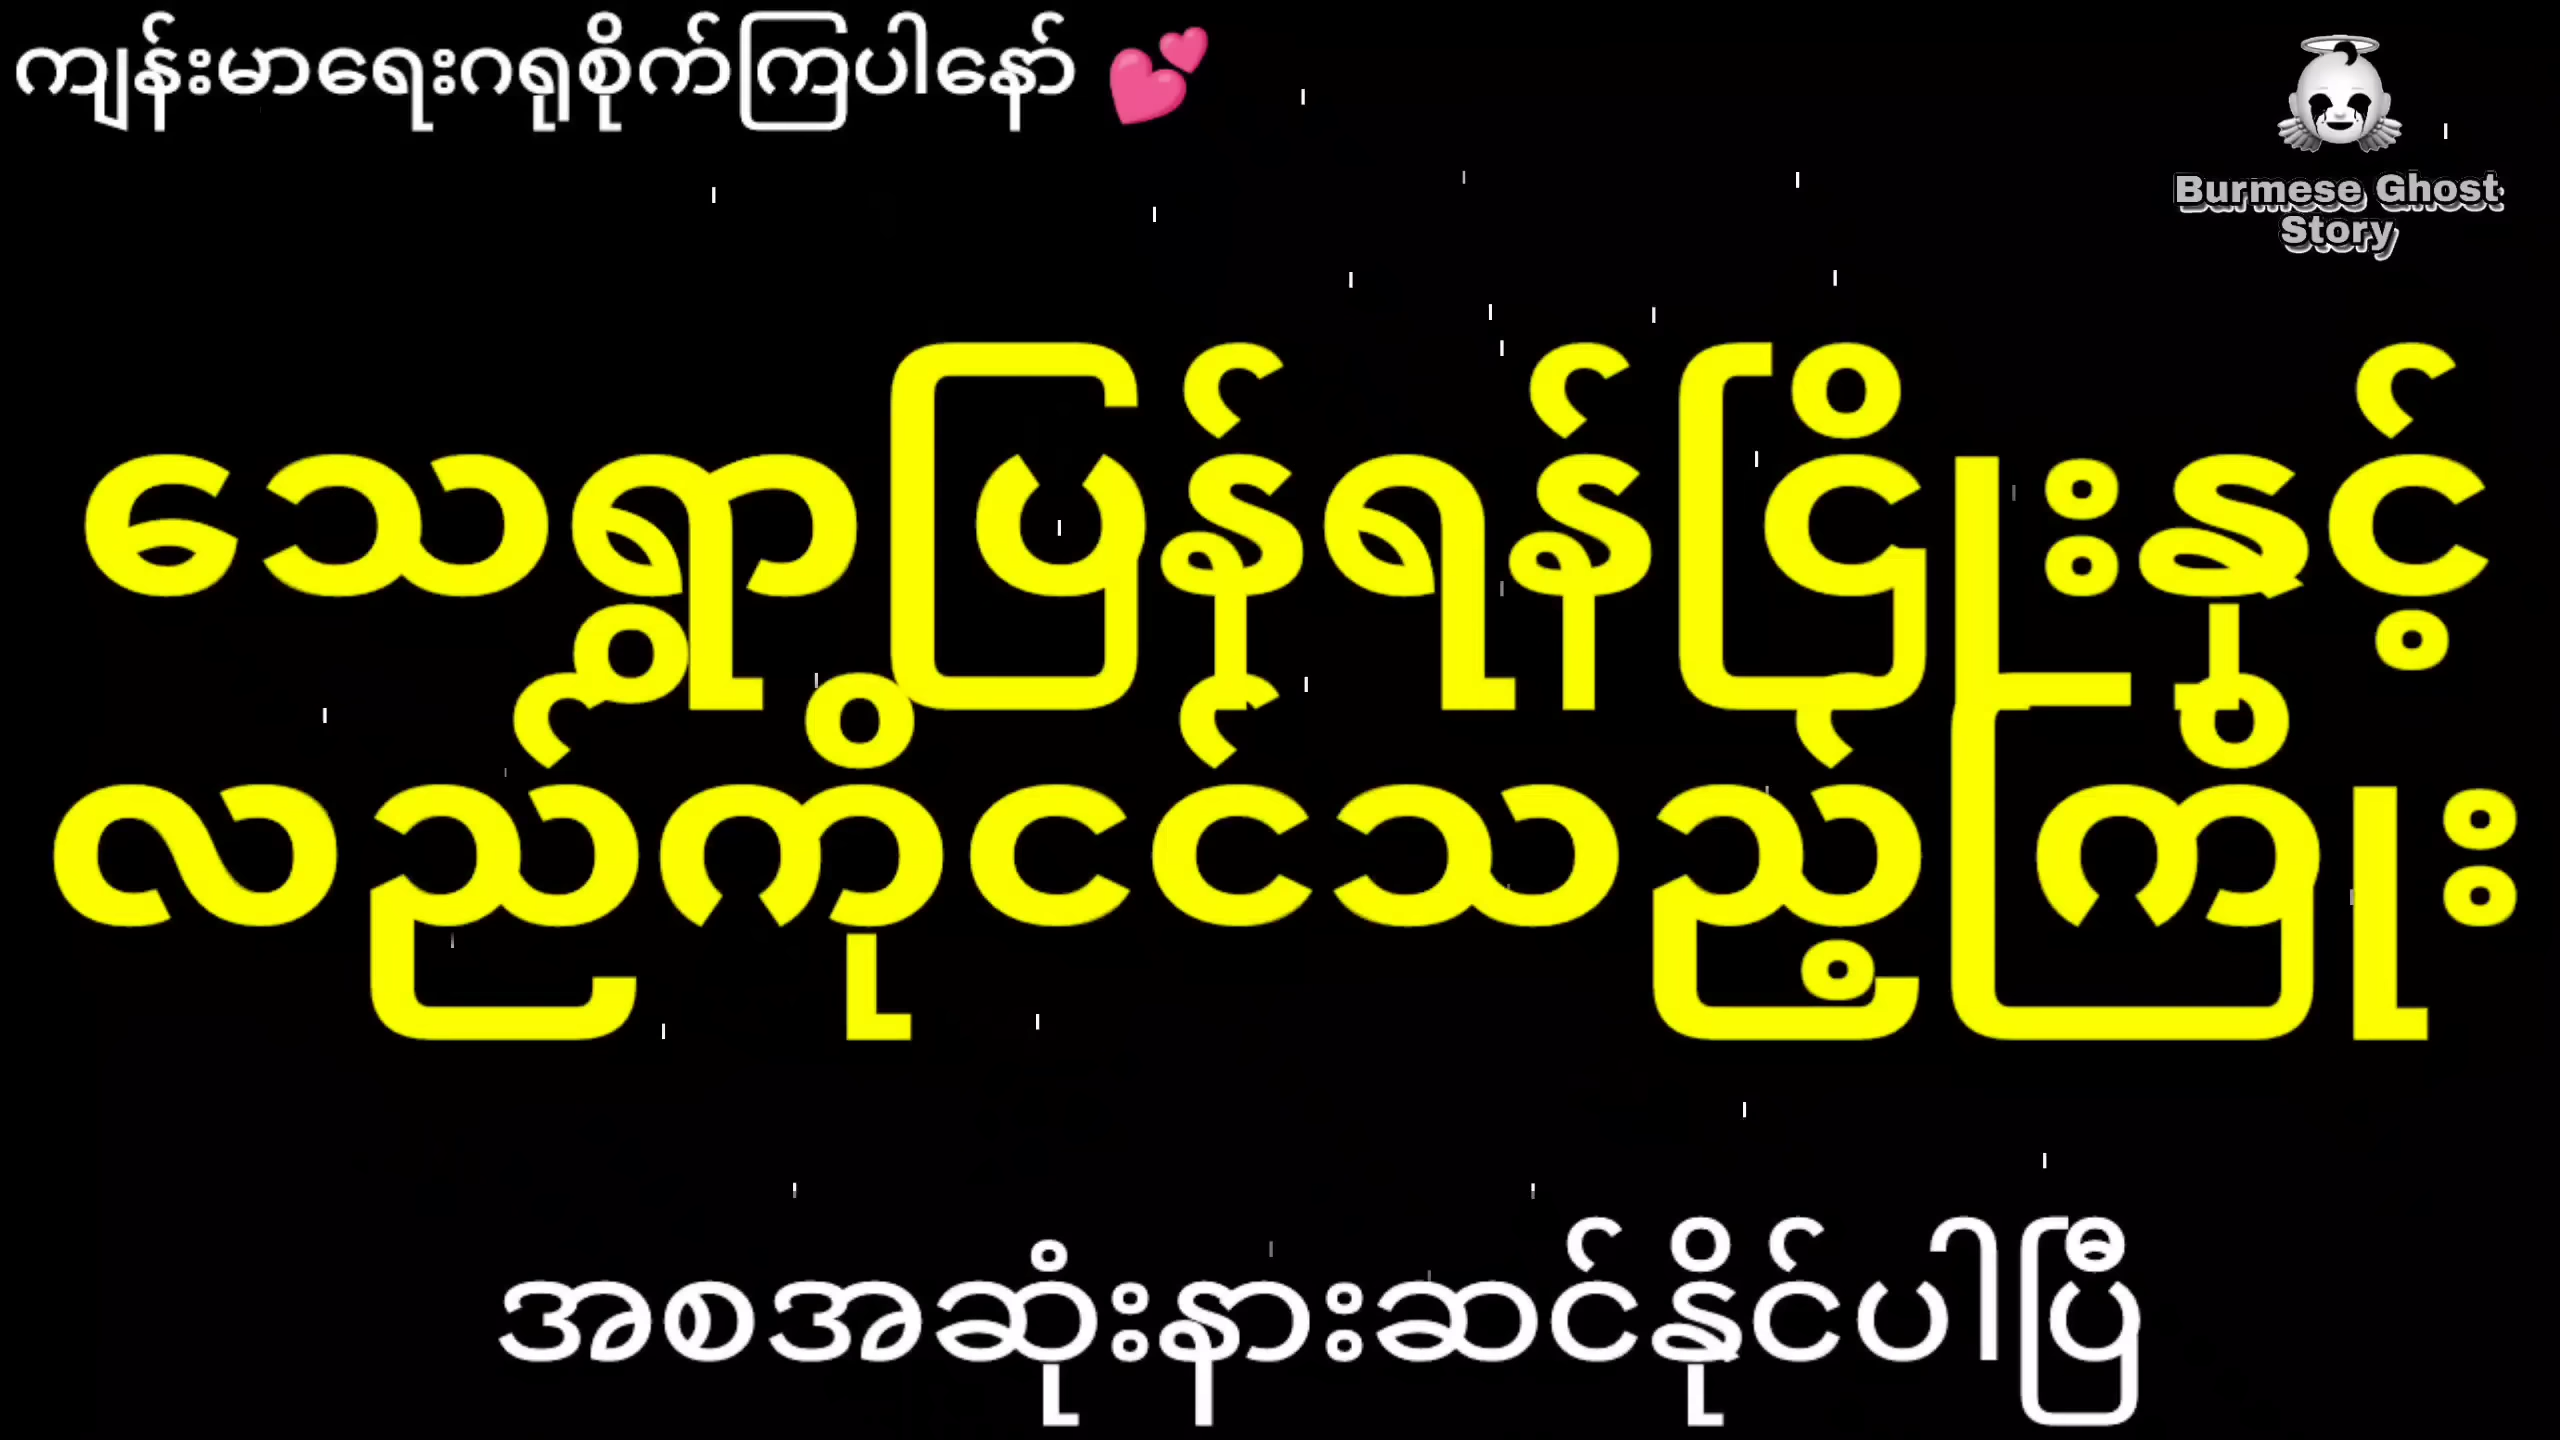 ကျန်းမာရေးဂရုစိုက်ကြပါနော် 💕
Burmese Ghost
Story
သေရွာပြန်ရန်ငြိုးနှင့်
လည်ကုံငင်သည့်ကြိုး
အစအဆုံးနားဆင်နိုင်ပါပြီ